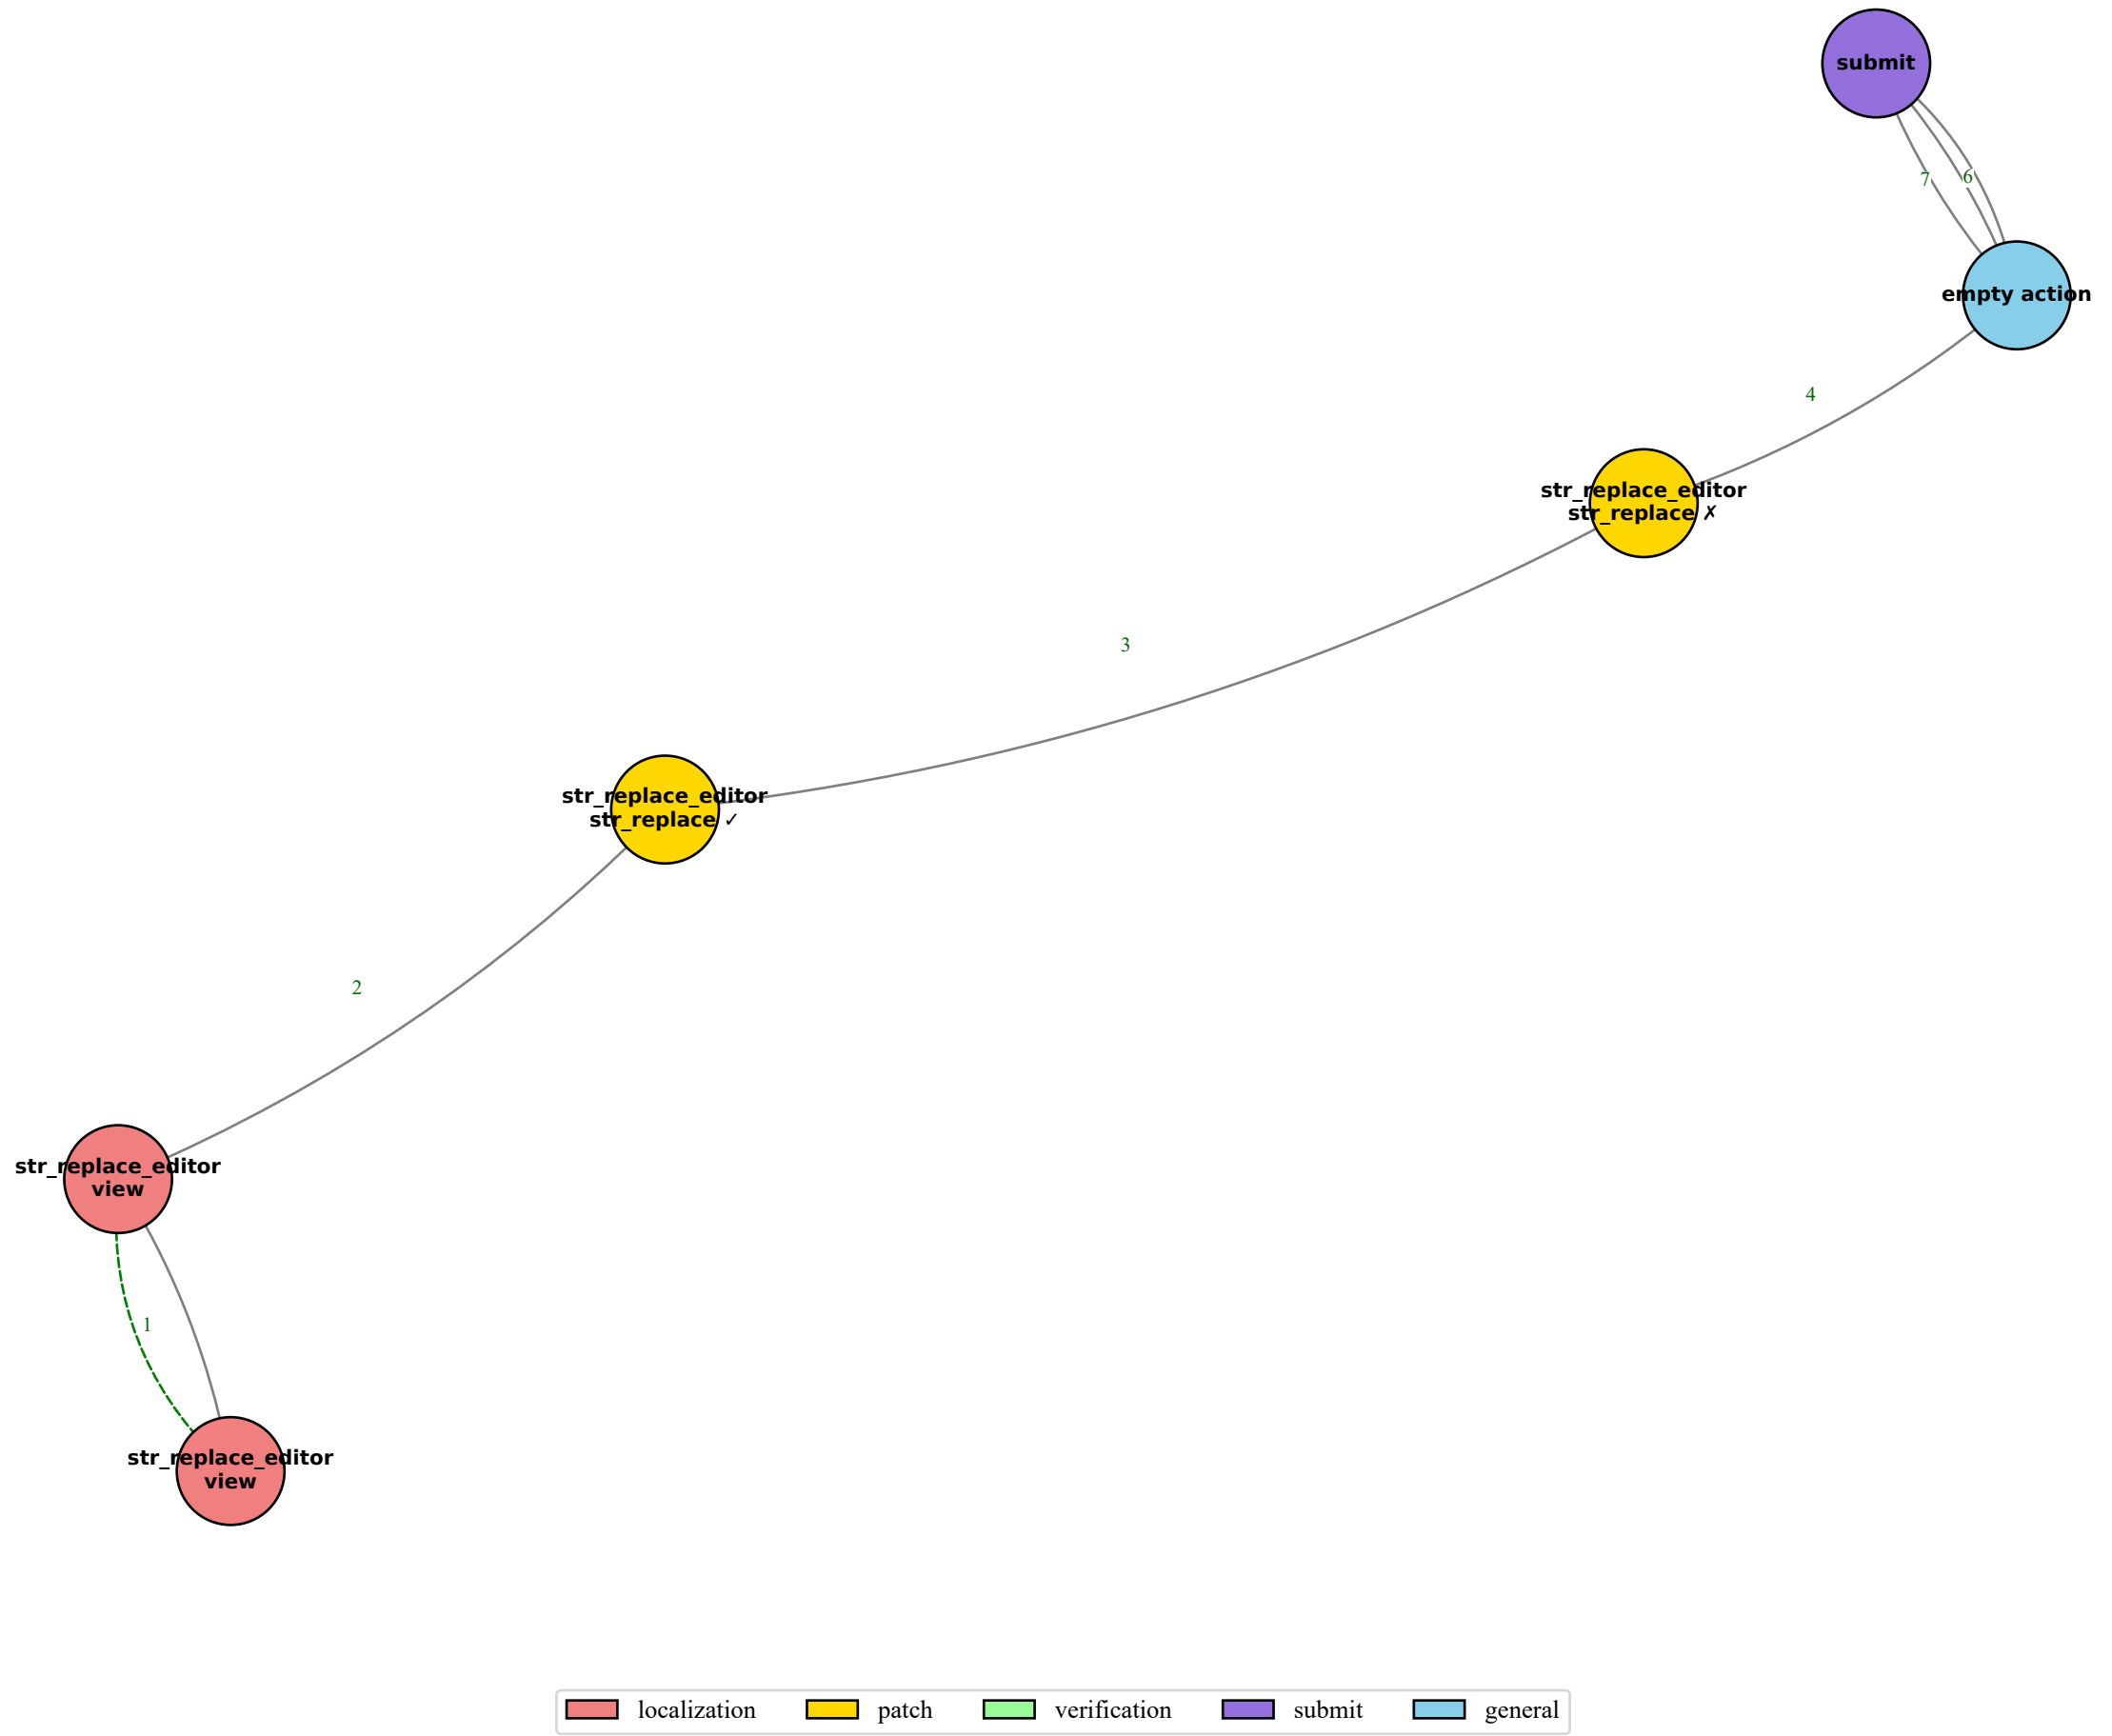 submit
7
6
empty action
4
str_replace_editor
str_replace ✗
3
str_replace_editor
str_replace ✓
2
str_replace_editor
view
1
str_replace_editor
view
localization
patch
verification
submit
general